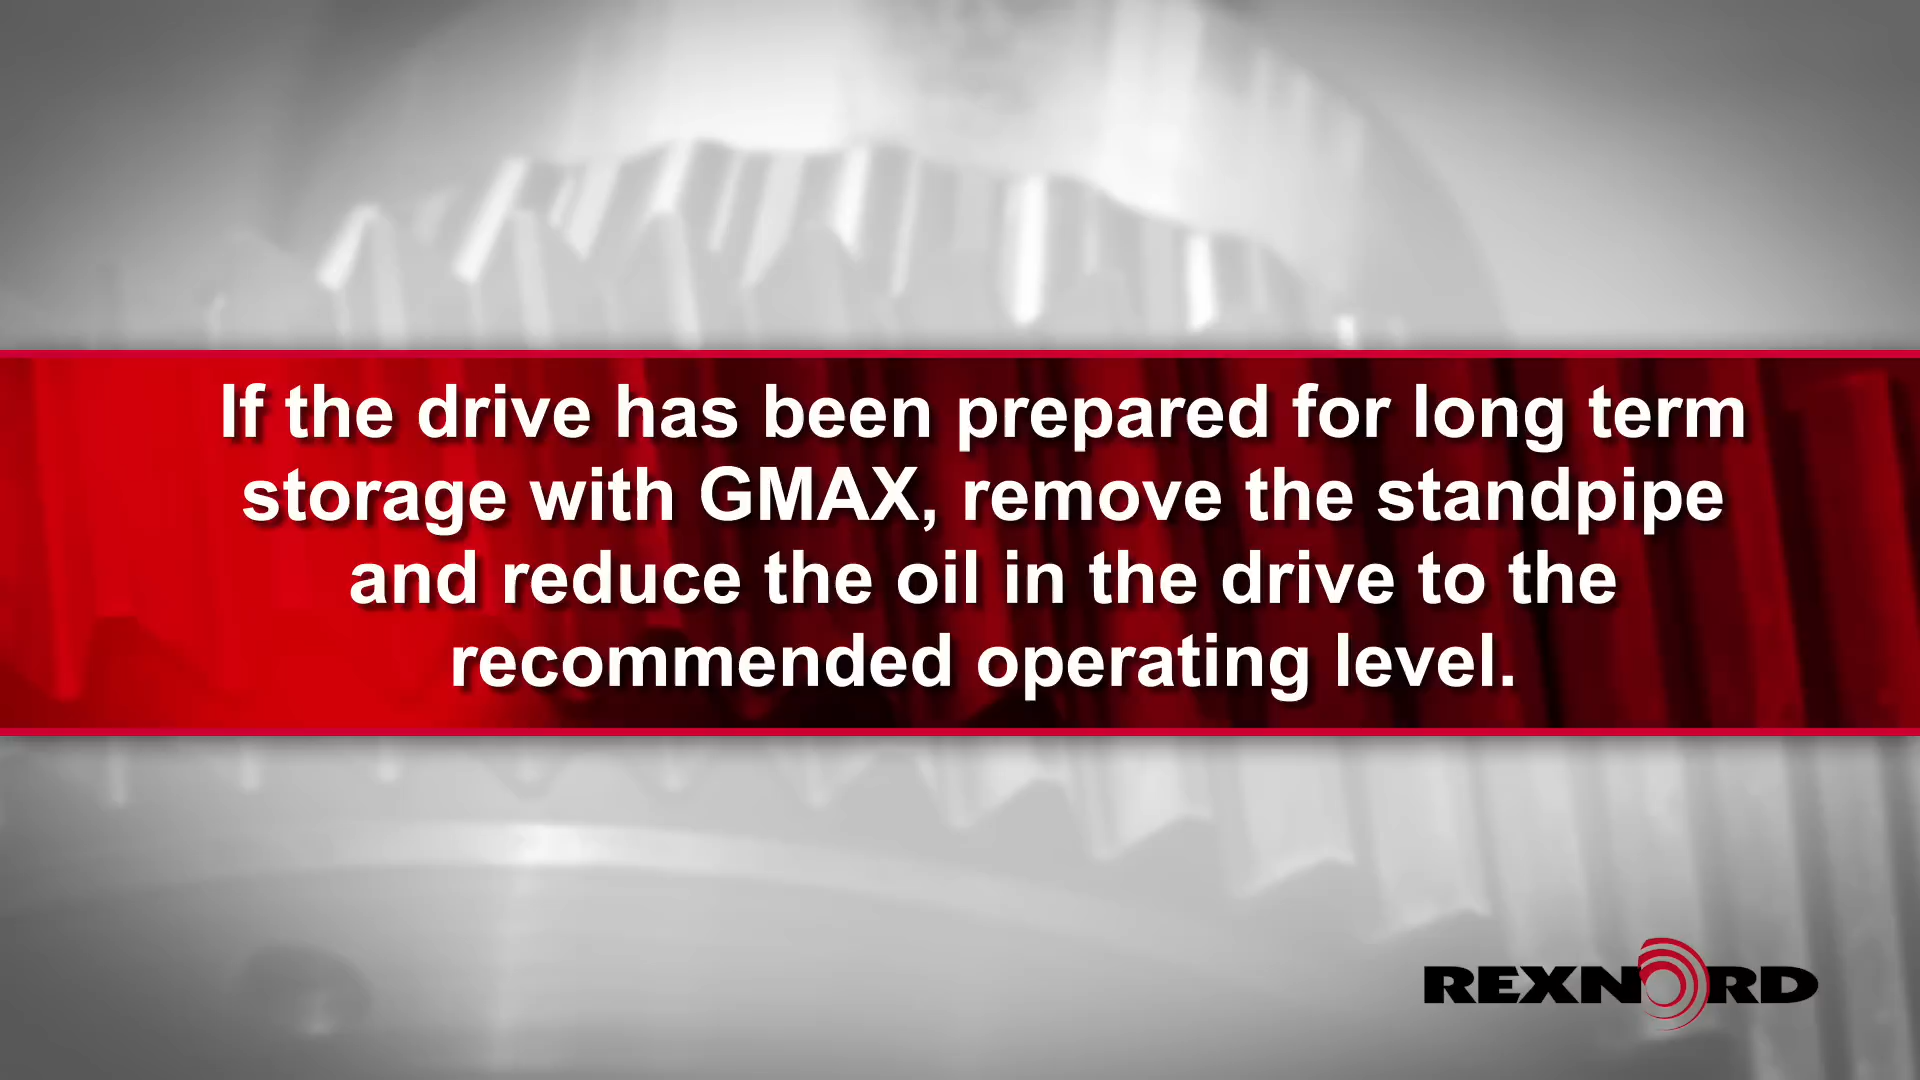 If the drive has been prepared for long term
storage with GMAX, remove the standpipe
and reduce the oil in the drive to the
recommended operating level.
REXNORD